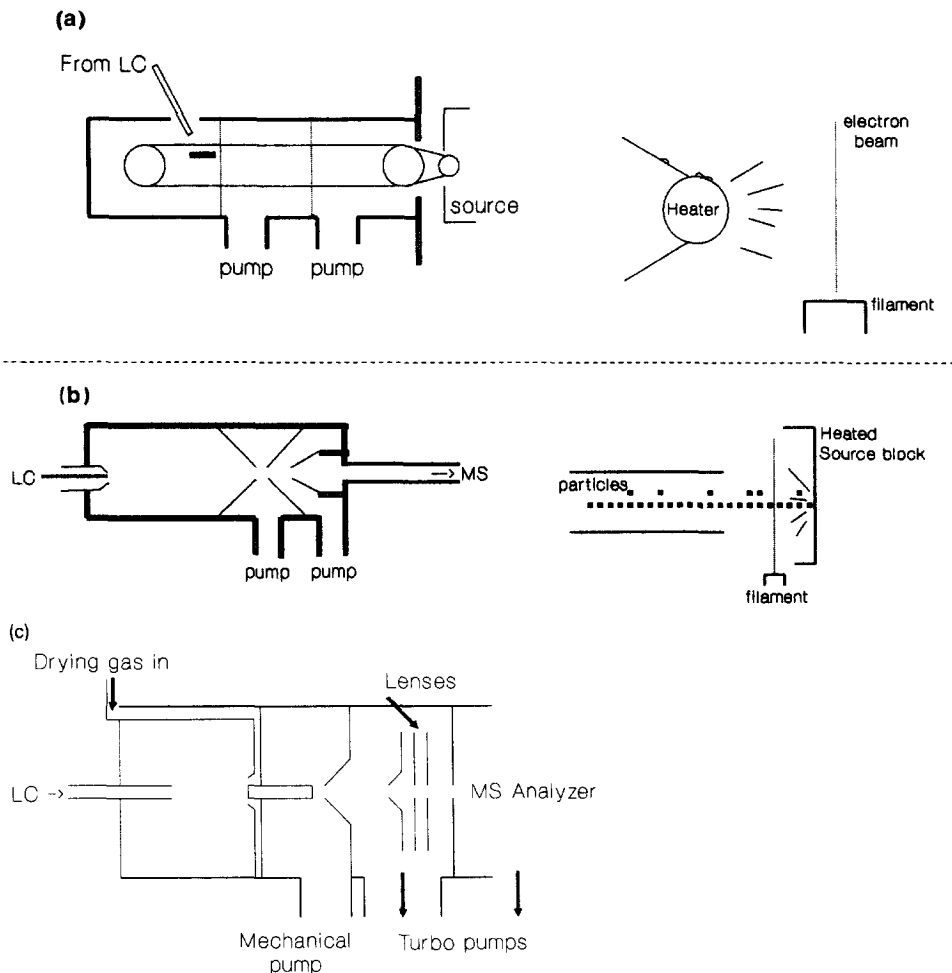 (a)
From LC
source
pump
pump
electron
beam
Heater
filament
(b)
LC
→ MS
pump
pump
Heated
Source block
particles
filament
(c)
Drying gas in
Lenses
LC →
MS Analyzer
Mechanical
pump
Turbo pumps